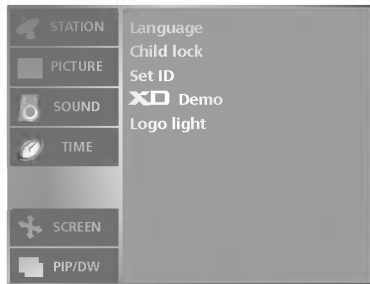 STATION
PICTURE
SOUND
TIME
SCREEN
PIP/DW
Language
Child lock
Set ID
XD Demo
Logo light